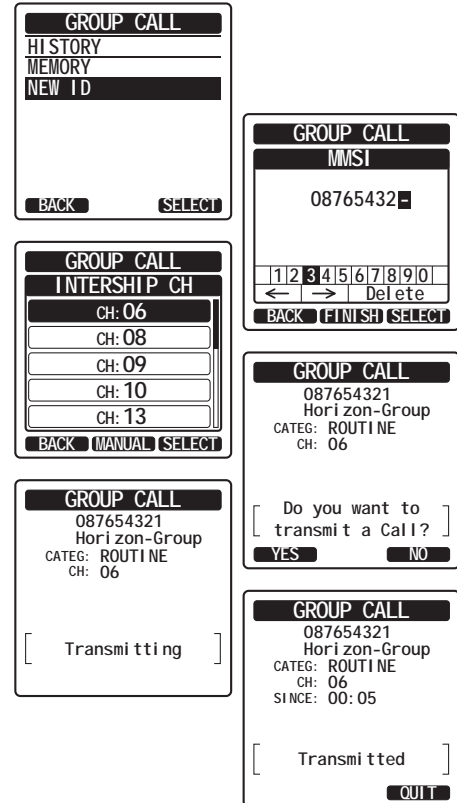 GROUP CALL
HISTORY
MEMORY
NEW ID
BACK SELECT
GROUP CALL
MMSI
08765432-
1 2 3 4 5 6 7 8 9 0
← → Delete
BACK FINISH SELECT
GROUP CALL
INTERSHIP CH
CH: 06
CH: 08
CH: 09
CH: 10
CH: 13
BACK MANUAL SELECT
GROUP CALL
087654321
Horizon-Group
CATEG: ROUTINE
CH: 06
Do you want to
transmit a Call?
YES NO
GROUP CALL
087654321
Horizon-Group
CATEG: ROUTINE
CH: 06
Transmitting
GROUP CALL
087654321
Horizon-Group
CATEG: ROUTINE
CH: 06
SINCE: 00:05
Transmitted
QUIT